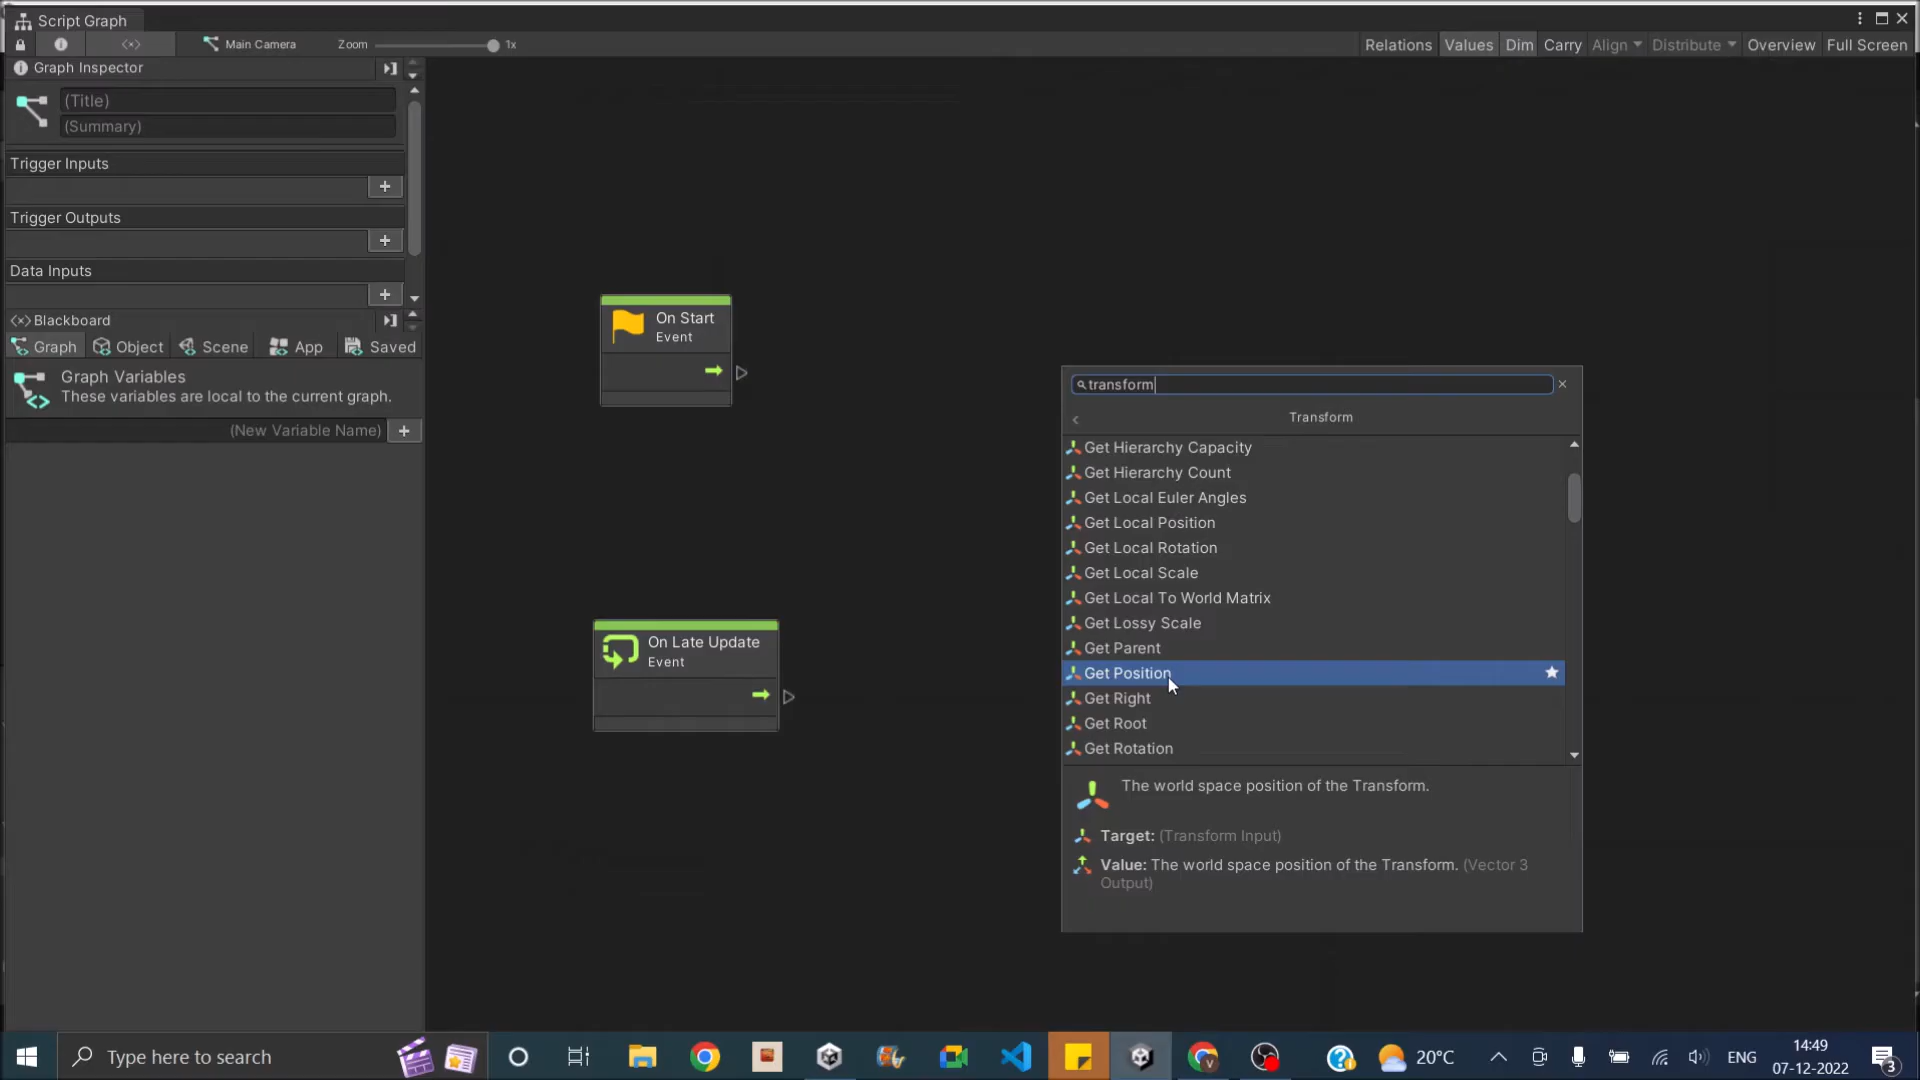 Script Graph
Main Camera Zoom 1x Relations Values Dim Carry Align Distribute Overview Full Screen
Graph Inspector
(Title)
(Summary)
Trigger Inputs
Trigger Outputs
Data Inputs
Blackboard
Graph Object Scene App Saved
Graph Variables
These variables are local to the current graph.
(New Variable Name)
On Start
Event
On Late Update
Event
transform
Transform
Get Hierarchy Capacity
Get Hierarchy Count
Get Local Euler Angles
Get Local Position
Get Local Rotation
Get Local Scale
Get Local To World Matrix
Get Lossy Scale
Get Parent
Get Position
Get Right
Get Root
Get Rotation
The world space position of the Transform.
Target: (Transform Input)
Value: The world space position of the Transform. (Vector 3
Output)
Type here to search
20°C
ENG
14:49
07-12-2022
3